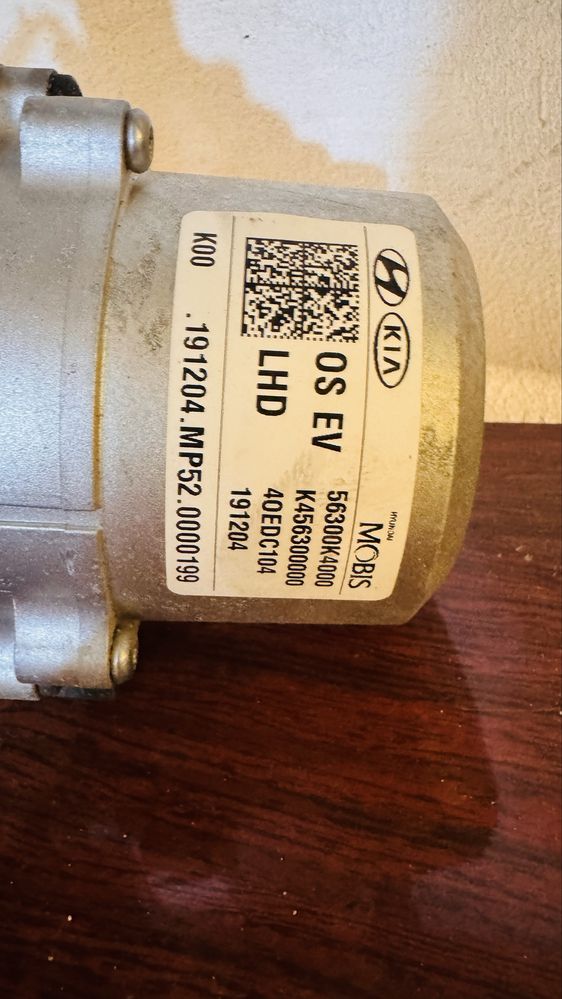 KIA
HYUNDAI
MOBIS
OS EV
LHD
56300K4000
K456300000
40EDC104
191204
K00 .191204.MP52.0000199